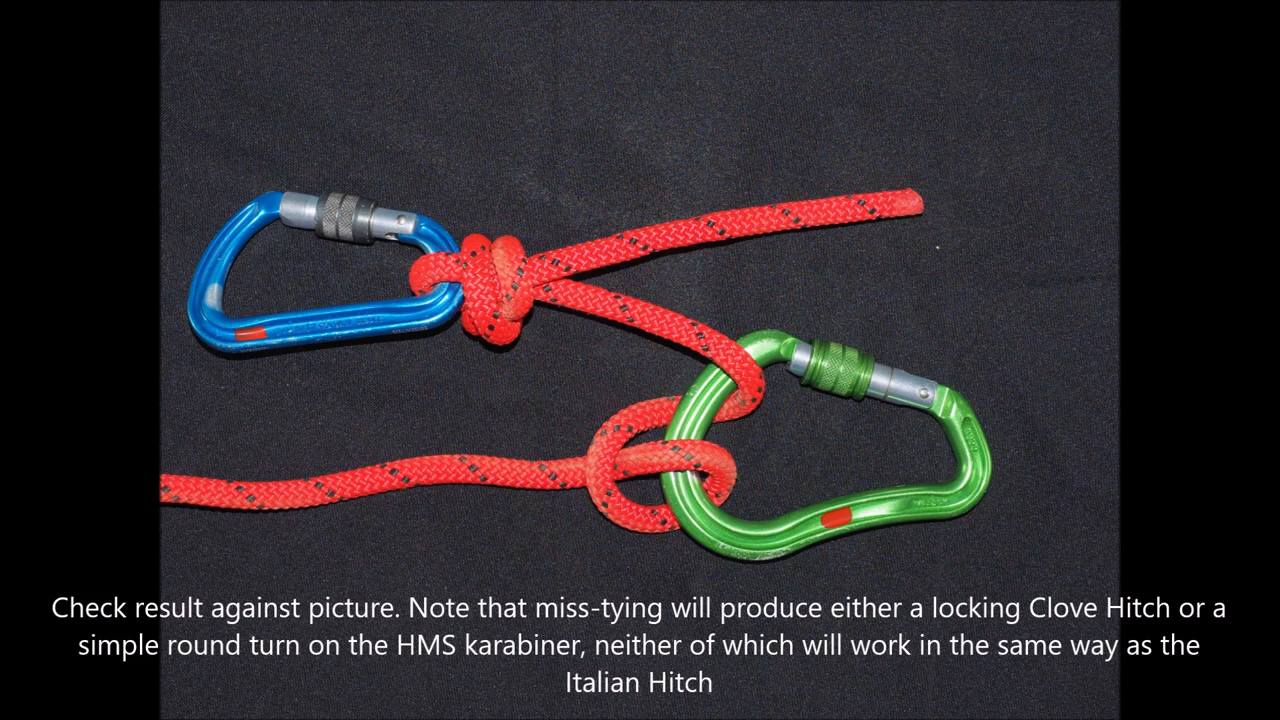 Check result against picture. Note that miss-tying will produce either a locking Clove Hitch or a
simple round turn on the HMS karabiner, neither of which will work in the same way as the
Italian Hitch